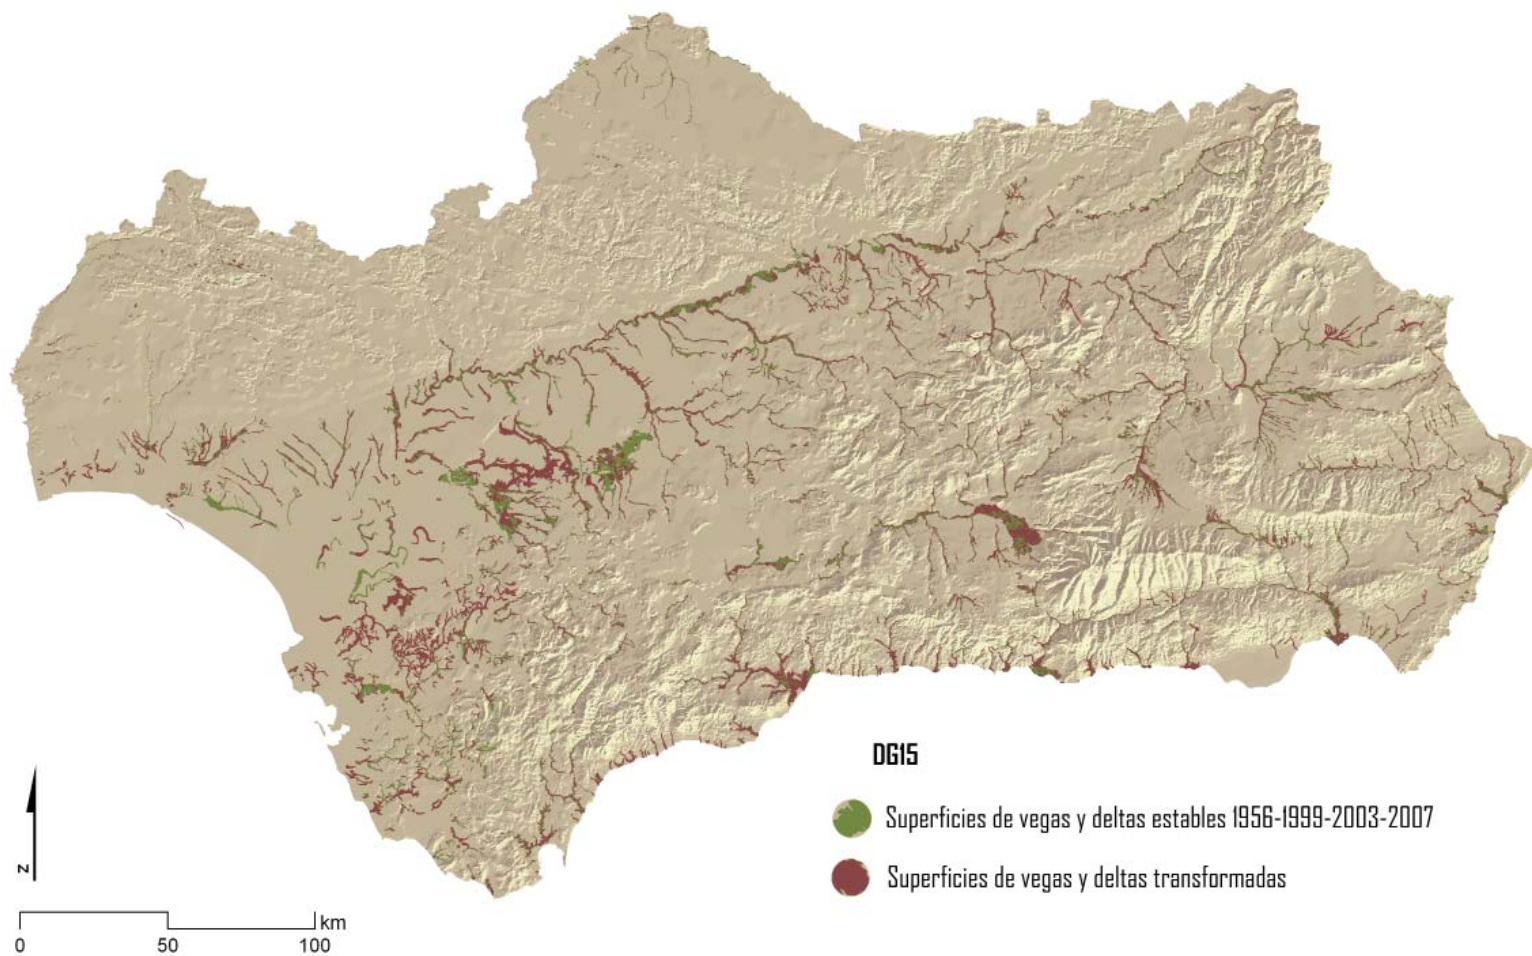 DG15
Superficies de vegas y deltas estables 1956-1999-2003-2007
Superficies de vegas y deltas transformadas
N
km
0 50 100